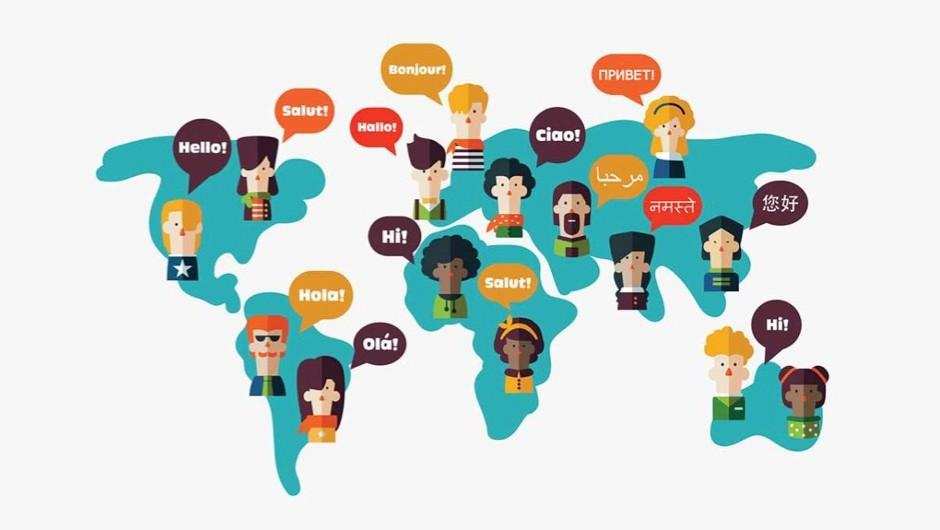 Bonjour!
ПРИВЕТ!
Salut!
Hallo!
Ciao!
Hello!
مرحبا
नमस्ते
您好
Hi!
Salut!
Hola!
Hi!
Olá!